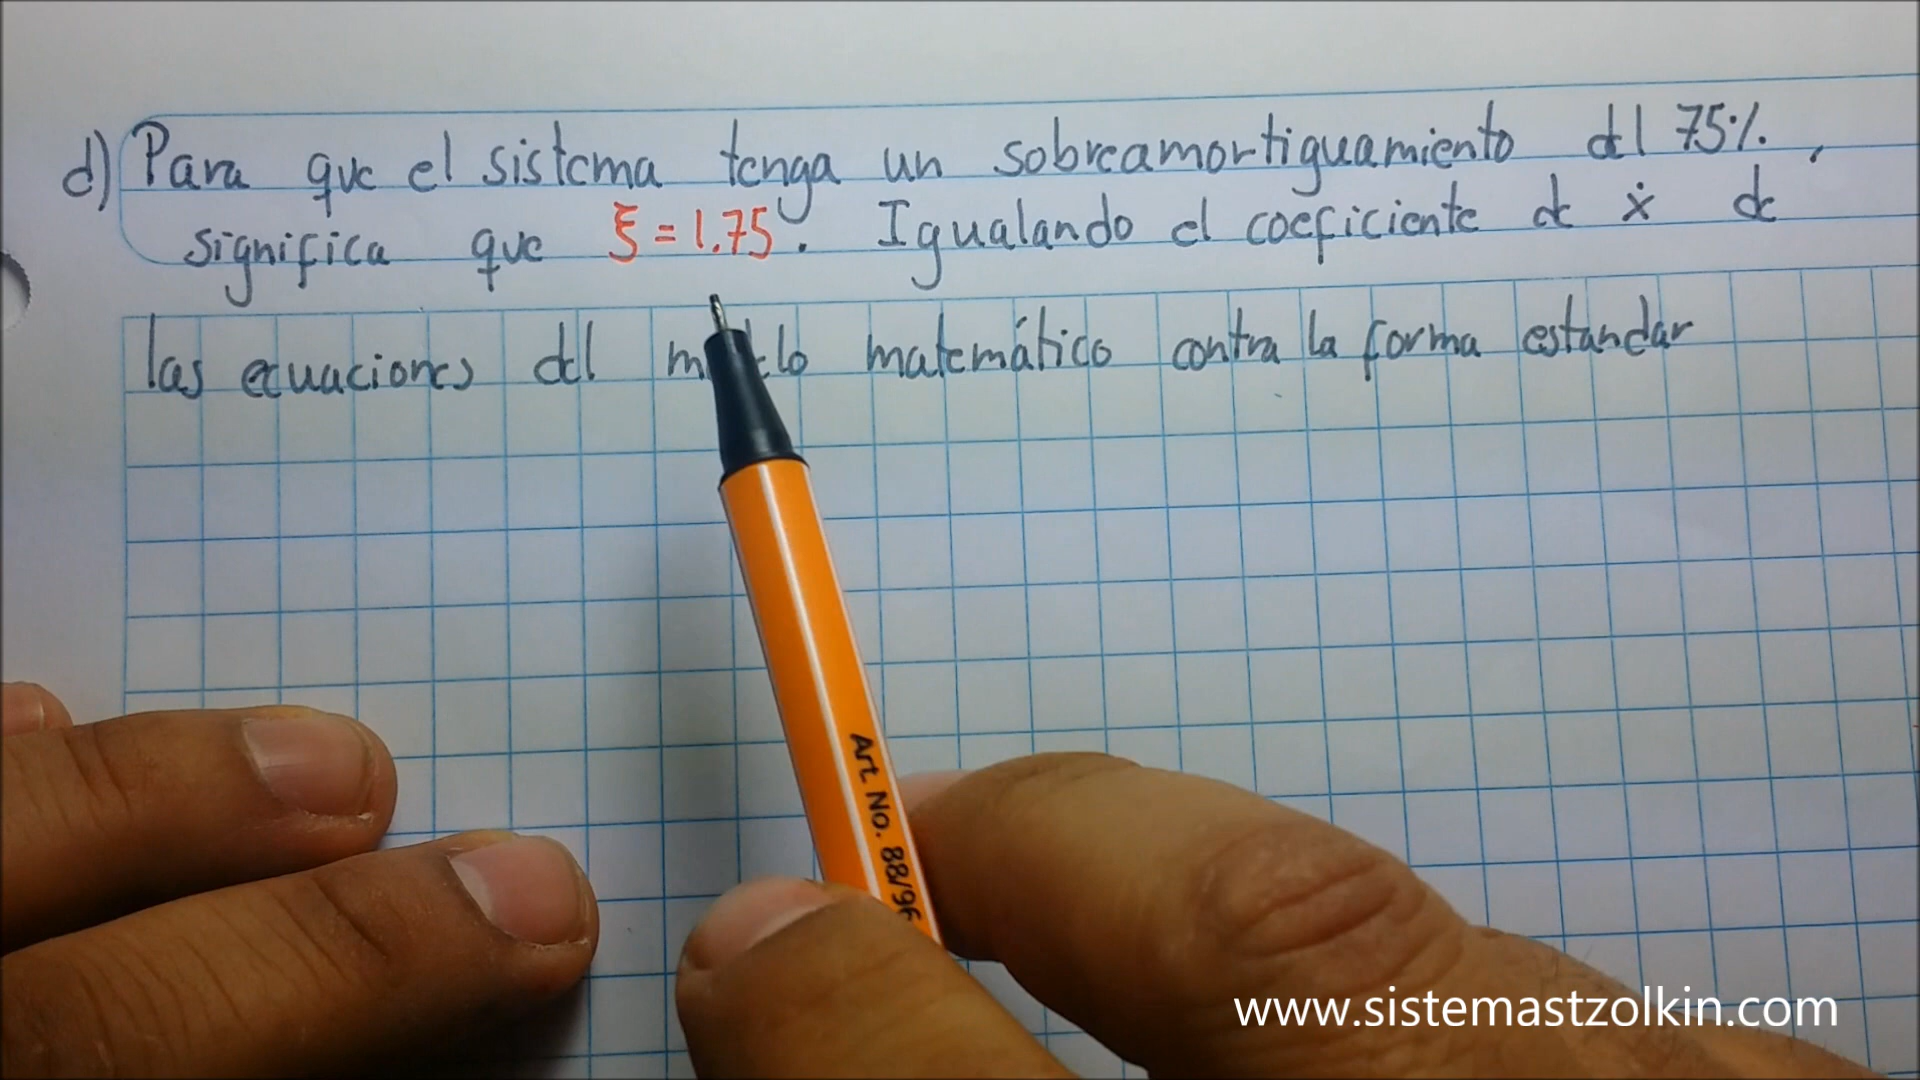 d) Para que el sistema tenga un sobreamortiguamiento del 75%,
significa que ξ = 1.75. Igualando el coeficiente de ẋ de
las ecuaciones del modelo matemático contra la forma estandar
Art. No. 88/96
www.sistemastzolkin.com